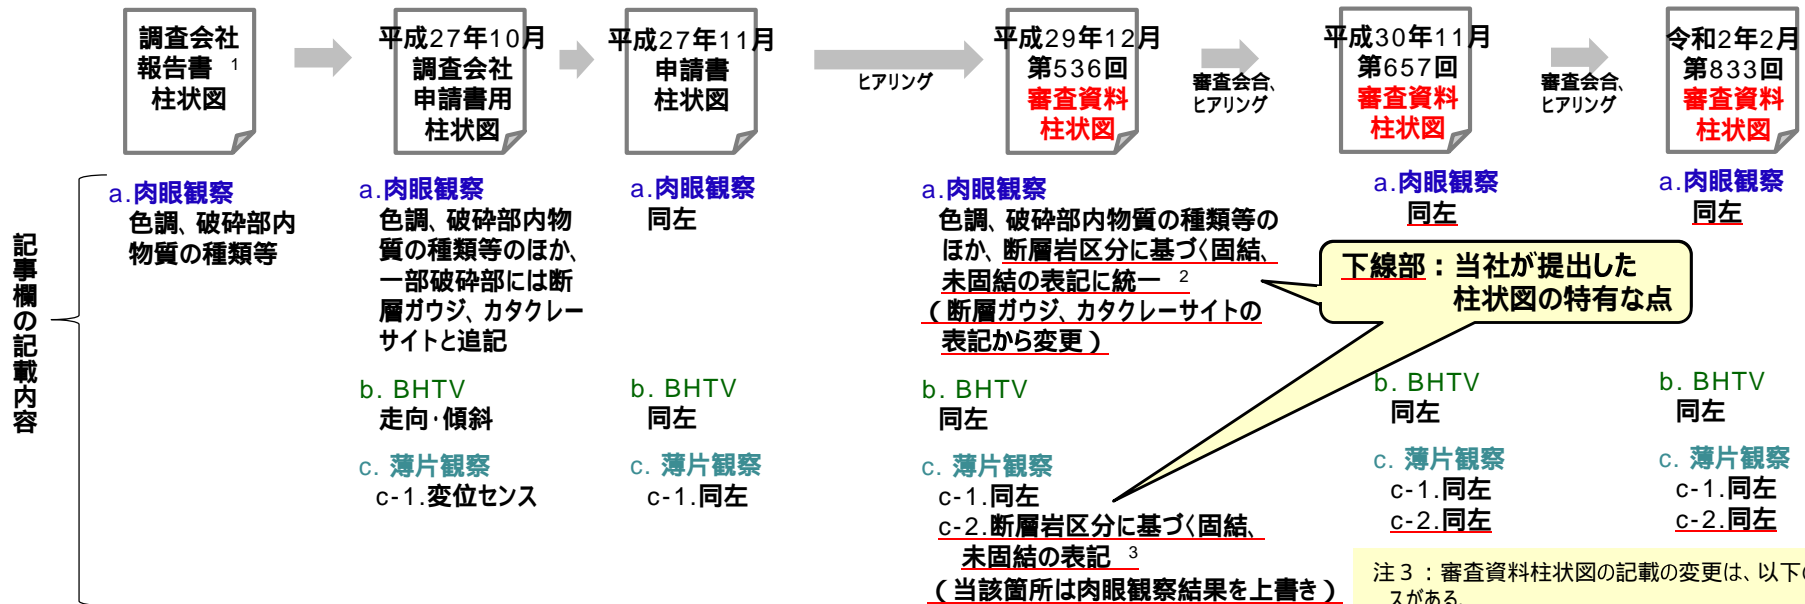 調査会社
報告書 1
柱状図
平成27年10月
調査会社
申請書用
柱状図
平成27年11月
申請書
柱状図
ヒアリング
平成29年12月
第536回
審査資料
柱状図
審査会合、
ヒアリング
平成30年11月
第657回
審査資料
柱状図
審査会合、
ヒアリング
令和2年2月
第833回
審査資料
柱状図
記事欄の記載内容
a.肉眼観察
色調、破砕部内
物質の種類等
a.肉眼観察
色調、破砕部内物
質の種類等のほか、
一部破砕部には断
層ガウジ、カタクレー
サイトと追記
b. BHTV
走向・傾斜
c. 薄片観察
c-1.変位センス
a.肉眼観察
同左
b. BHTV
同左
c. 薄片観察
c-1.同左
a.肉眼観察
色調、破砕部内物質の種類等の
ほか、断層岩区分に基づく固結、
未固結の表記に統一 2
(断層ガウジ、カタクレーサイトの
表記から変更)
b. BHTV
同左
c. 薄片観察
c-1.同左
c-2.断層岩区分に基づく固結、
未固結の表記 3
(当該箇所は肉眼観察結果を上書き)
下線部：当社が提出した
柱状図の特有な点
a.肉眼観察
同左
b. BHTV
同左
c. 薄片観察
c-1.同左
c-2.同左
a.肉眼観察
同左
b. BHTV
同左
c. 薄片観察
c-1.同左
c-2.同左
注3：審査資料柱状図の記載の変更は、以下の
スがある。